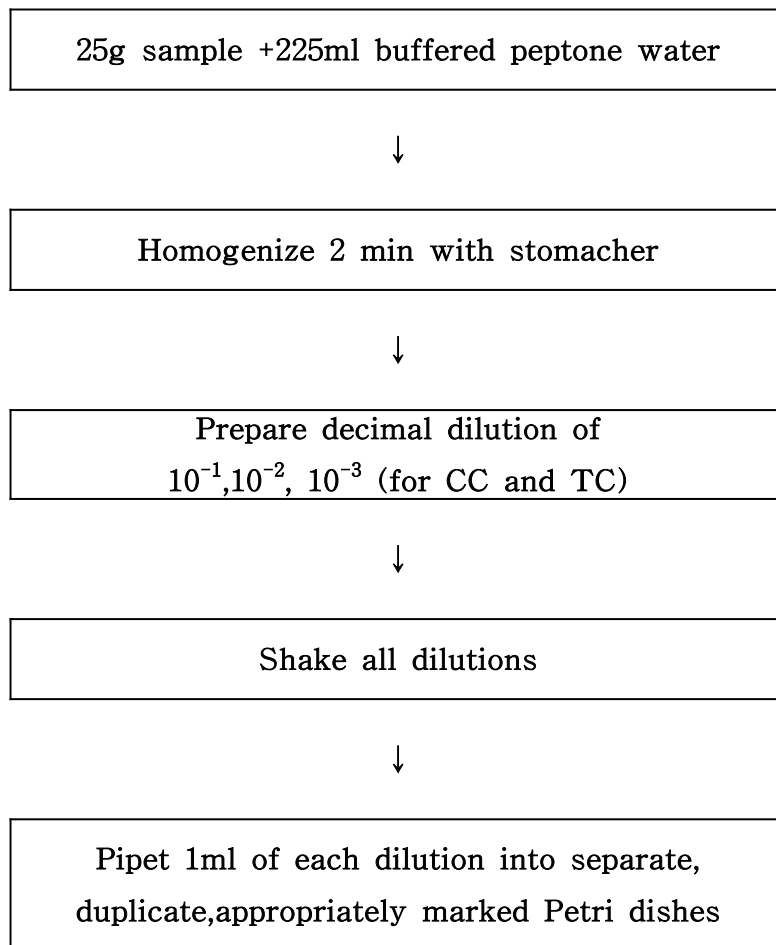 25g sample +225ml buffered peptone water
↓
Homogenize 2 min with stomacher
↓
Prepare decimal dilution of
10⁻¹,10⁻², 10⁻³ (for CC and TC)
↓
Shake all dilutions
↓
Pipet 1ml of each dilution into separate,
duplicate,appropriately marked Petri dishes